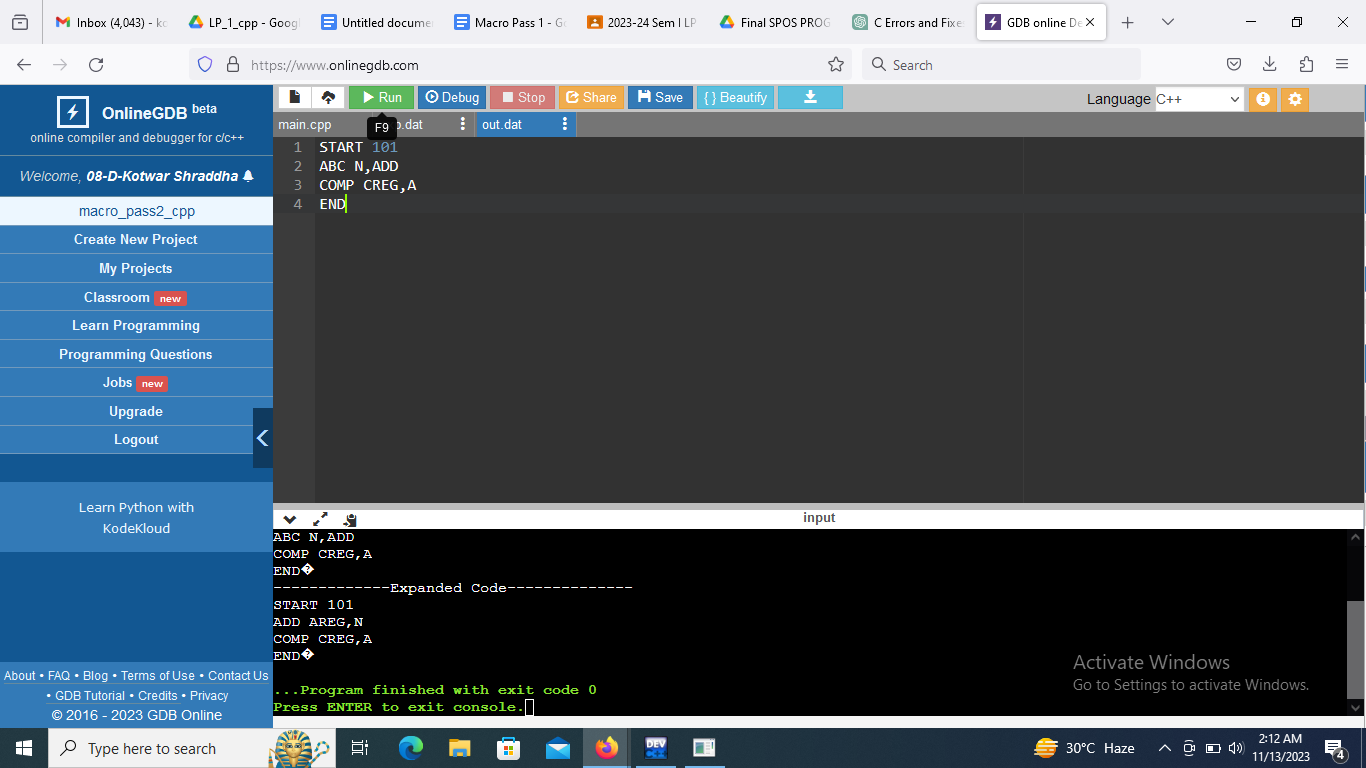 Inbox (4,043) - ko
LP_1_cpp - Googl
Untitled docume
Macro Pass 1 - Go
2023-24 Sem I LP
Final SPOS PROG
C Errors and Fixe
GDB online De
https://www.onlinegdb.com
Search
OnlineGDB beta
online compiler and debugger for c/c++
Welcome, 08-D-Kotwar Shraddha
macro_pass2_cpp
Create New Project
My Projects
Classroom new
Learn Programming
Programming Questions
Jobs new
Upgrade
Logout
Learn Python with
KodeKloud
About • FAQ • Blog • Terms of Use • Contact Us
• GDB Tutorial • Credits • Privacy
© 2016 - 2023 GDB Online
Run
Debug
Stop
Share
Save
{ } Beautify
Language C++
F9
main.cpp
.dat
out.dat
1 START 101
2 ABC N,ADD
3 COMP CREG,A
4 END
input
ABC N,ADD
COMP CREG,A
END�
-------------Expanded Code--------------
START 101
ADD AREG,N
COMP CREG,A
END�
...Program finished with exit code 0
Press ENTER to exit console.
Activate Windows
Go to Settings to activate Windows.
Type here to search
DEV
30°C Haze
2:12 AM
11/13/2023
4